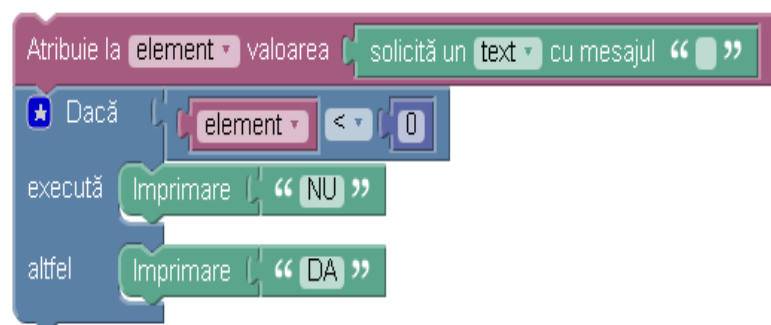 Atribuie la element valoarea solicită un text cu mesajul “ ”
Dacă element < 0
execută Imprimare “ NU ”
altfel Imprimare “ DA ”